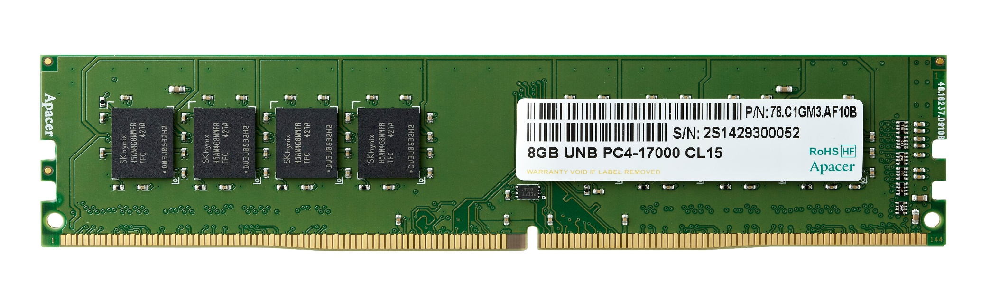 Apacer
SK hynix
H5AN4G8NMFR
TFC 427A
DW3J0532H2
SK hynix
H5AN4G8NMFR
TFC 427A
DW3J0532H2
SK hynix
H5AN4G8NMFR
TFC 427A
DW3J0532H2
SK hynix
H5AN4G8NMFR
TFC 427A
DW3J0532H2
P/N: 78.C1GM3.AF10B
S/N: 2S1429300052
8GB UNB PC4-17000 CL15
RoHS HF
Apacer
WARRANTY VOID IF LABEL REMOVED
48.18237.0910B
1
144